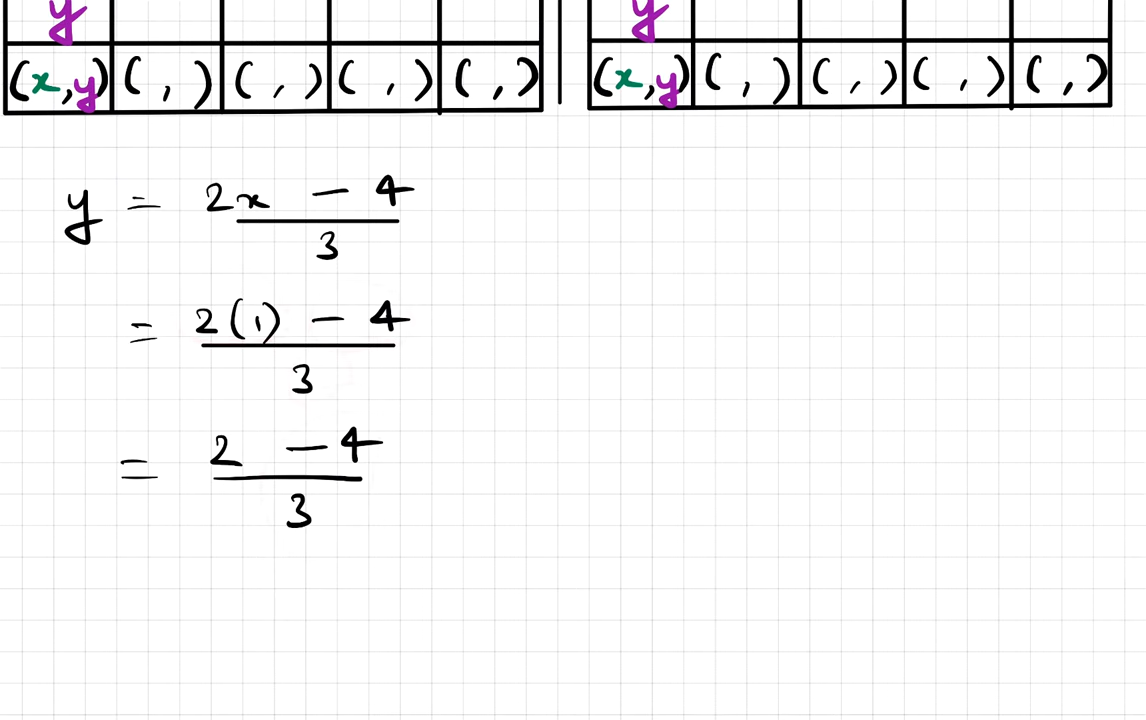 y y
(x,y) ( , ) ( , ) ( , ) ( , ) (x,y) ( , ) ( , ) ( , ) ( , )
y = 2x - 4
3
= 2(1) - 4
3
= 2 - 4
3